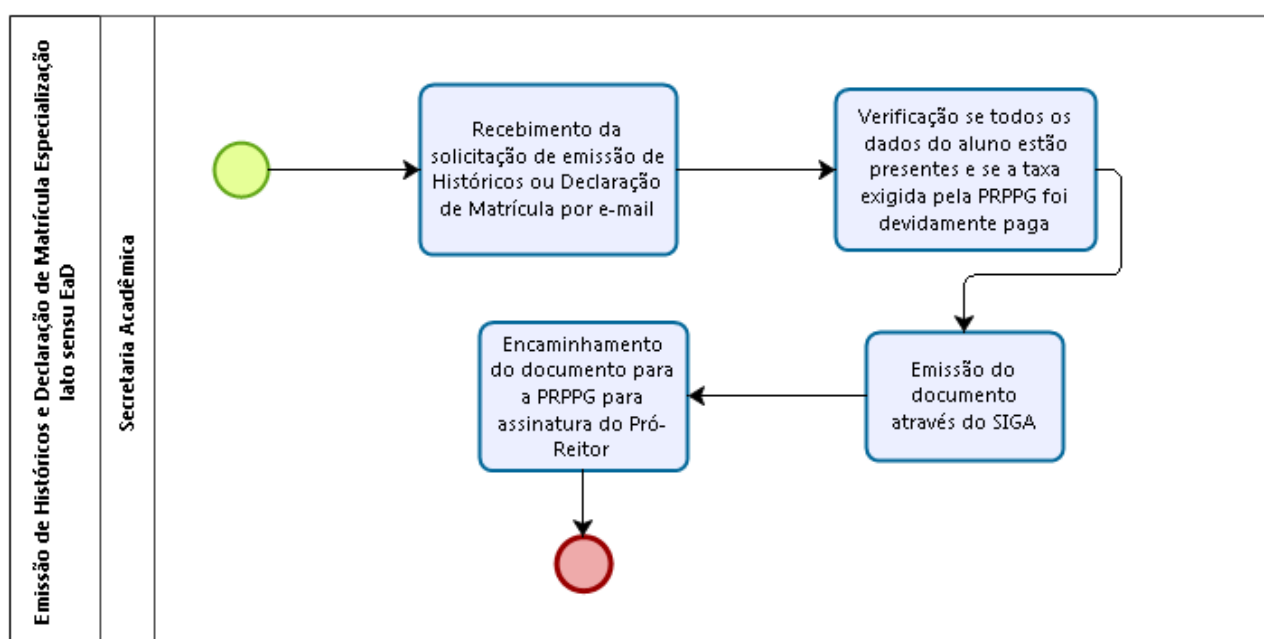 Emissão de Históricos e Declaração de Matrícula Especialização
lato sensu EaD
Secretaria Acadêmica
Recebimento da
solicitação de emissão de
Históricos ou Declaração
de Matrícula por e-mail
Verificação se todos os
dados do aluno estão
presentes e se a taxa
exigida pela PRPPG foi
devidamente paga
Emissão do
documento
através do SIGA
Encaminhamento
do documento para
a PRPPG para
assinatura do Pró-
Reitor